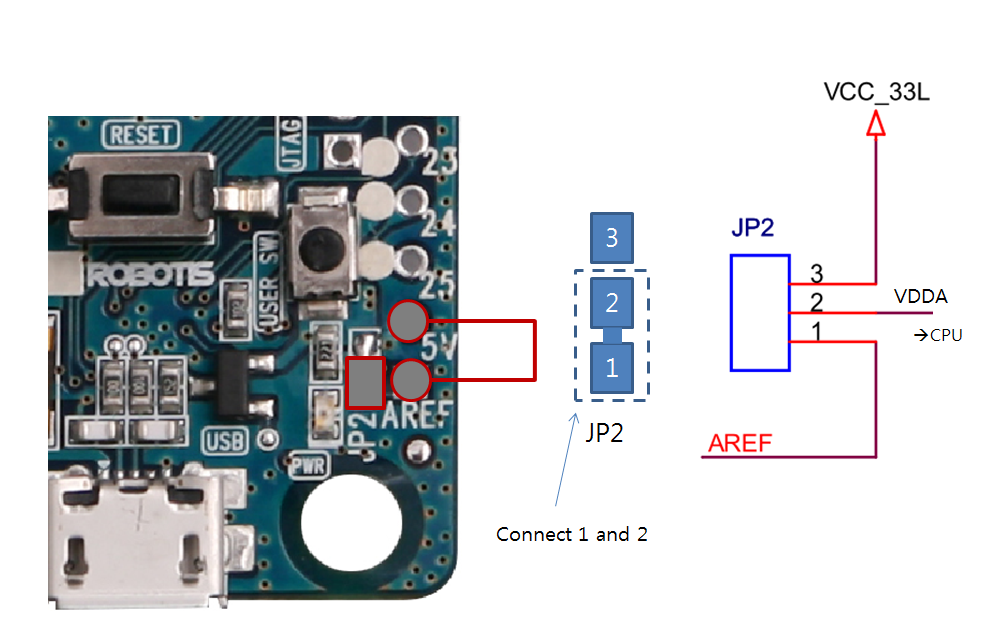 RESET
JTAG
23
24
25
ROBOTIS
USER SW
5V
221
AREF
JP2
USB
PWR
3
2
1
JP2
Connect 1 and 2
VCC_33L
JP2
3
2
1
VDDA
→CPU
AREF